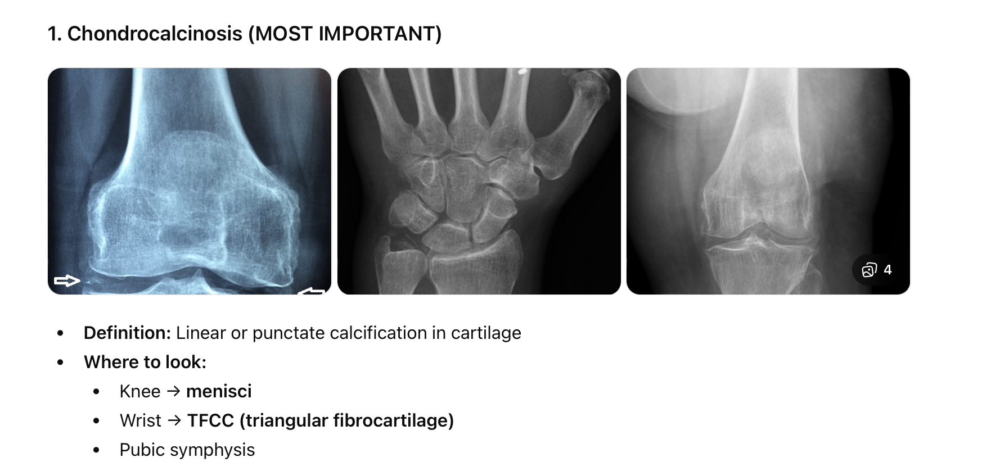 1. Chondrocalcinosis (MOST IMPORTANT)
4
• Definition: Linear or punctate calcification in cartilage
• Where to look:
• Knee → menisci
• Wrist → TFCC (triangular fibrocartilage)
• Pubic symphysis